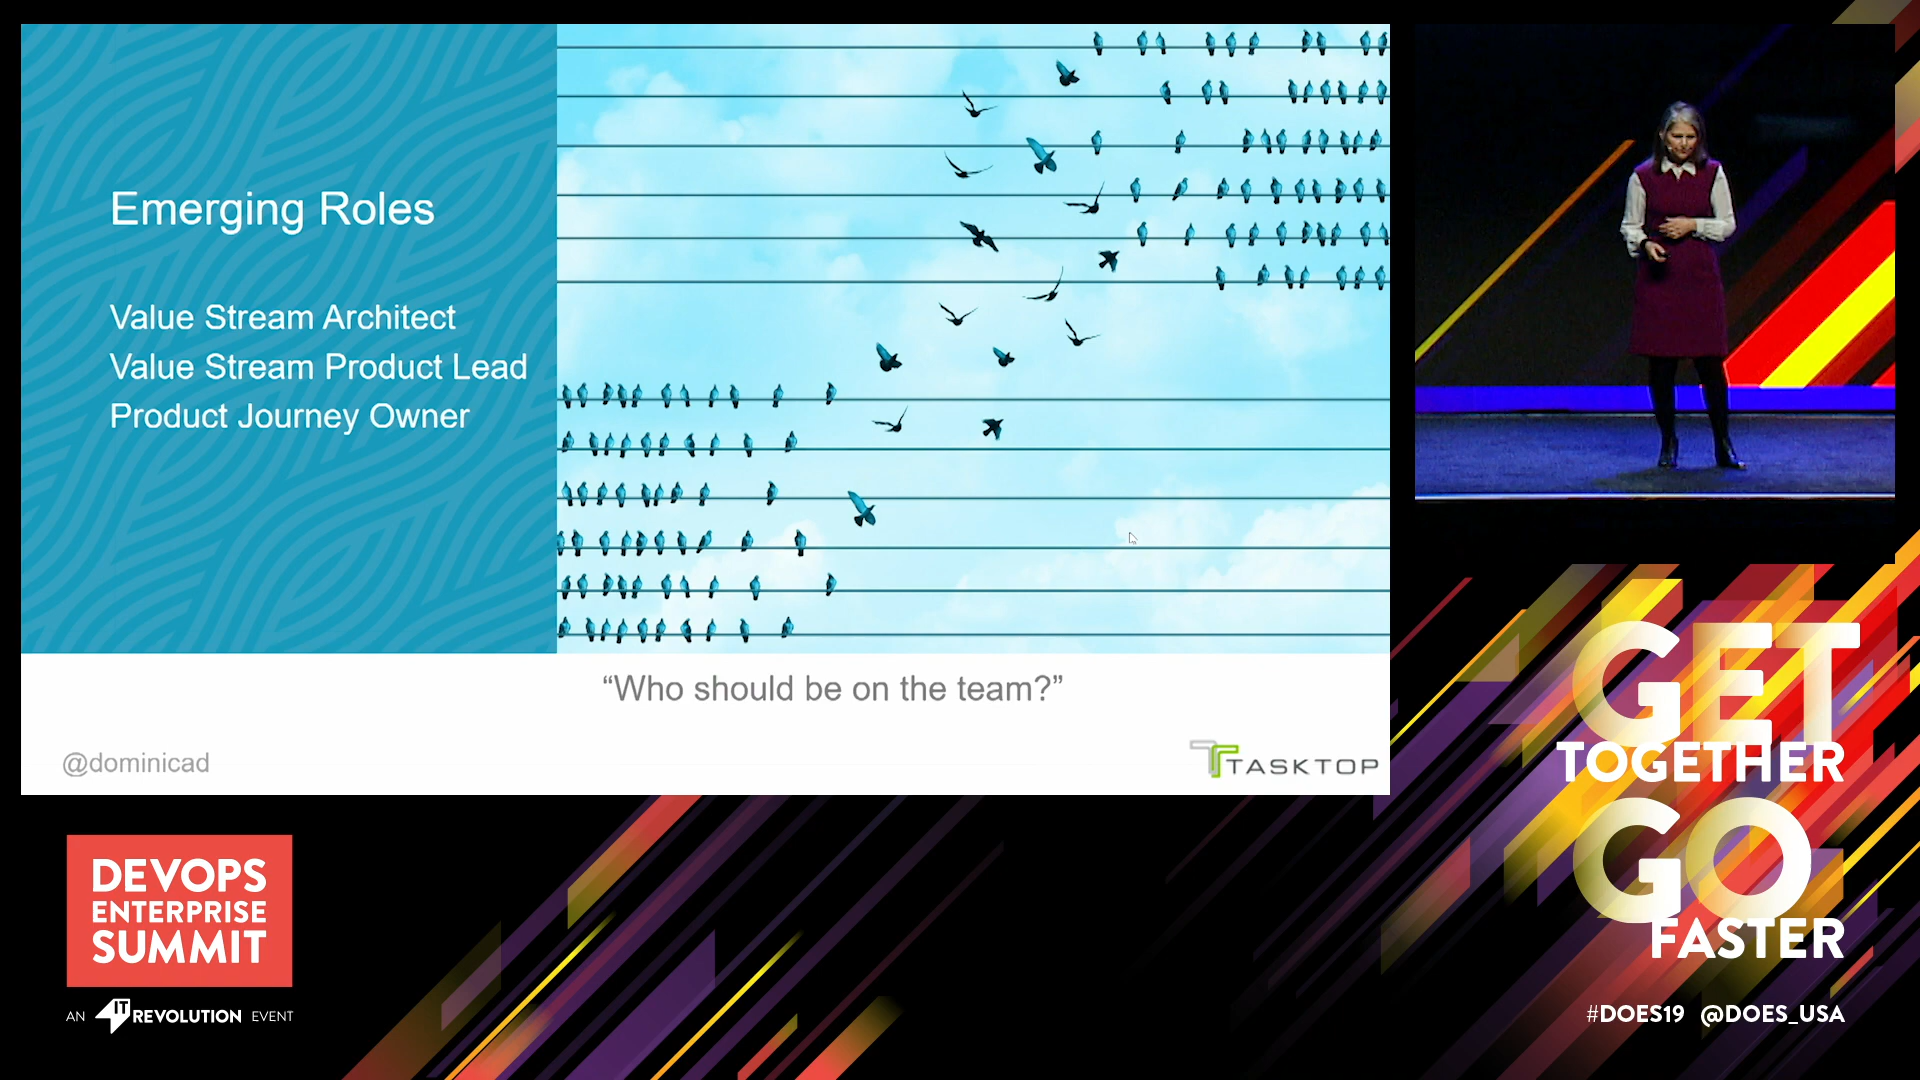 Emerging Roles
Value Stream Architect
Value Stream Product Lead
Product Journey Owner
“Who should be on the team?”
@dominicad
TASKTOP
DEVOPS
ENTERPRISE
SUMMIT
AN IT REVOLUTION EVENT
GET
TOGETHER
GO
FASTER
#DOES19 @DOES_USA